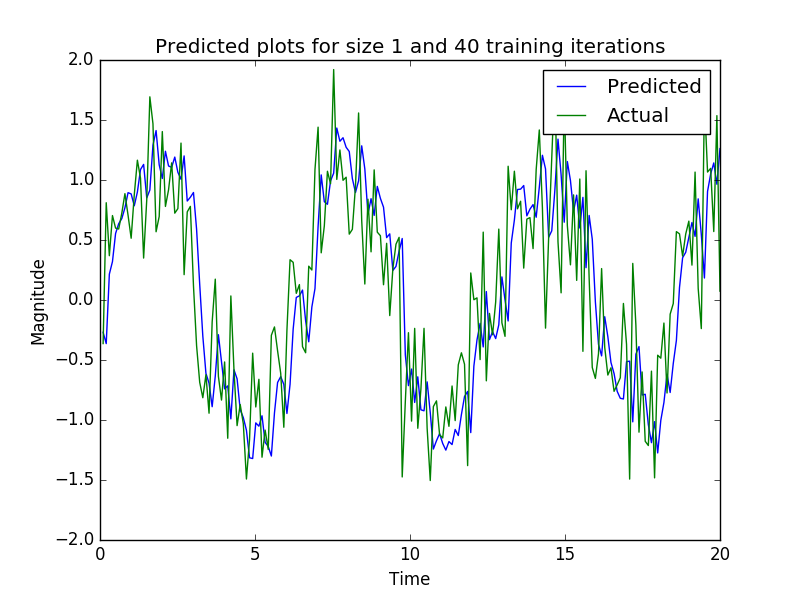 Predicted plots for size 1 and 40 training iterations
2.0
1.5
1.0
0.5
0.0
−0.5
−1.0
−1.5
−2.0
Magnitude
Predicted
Actual
0 5 10 15 20
Time